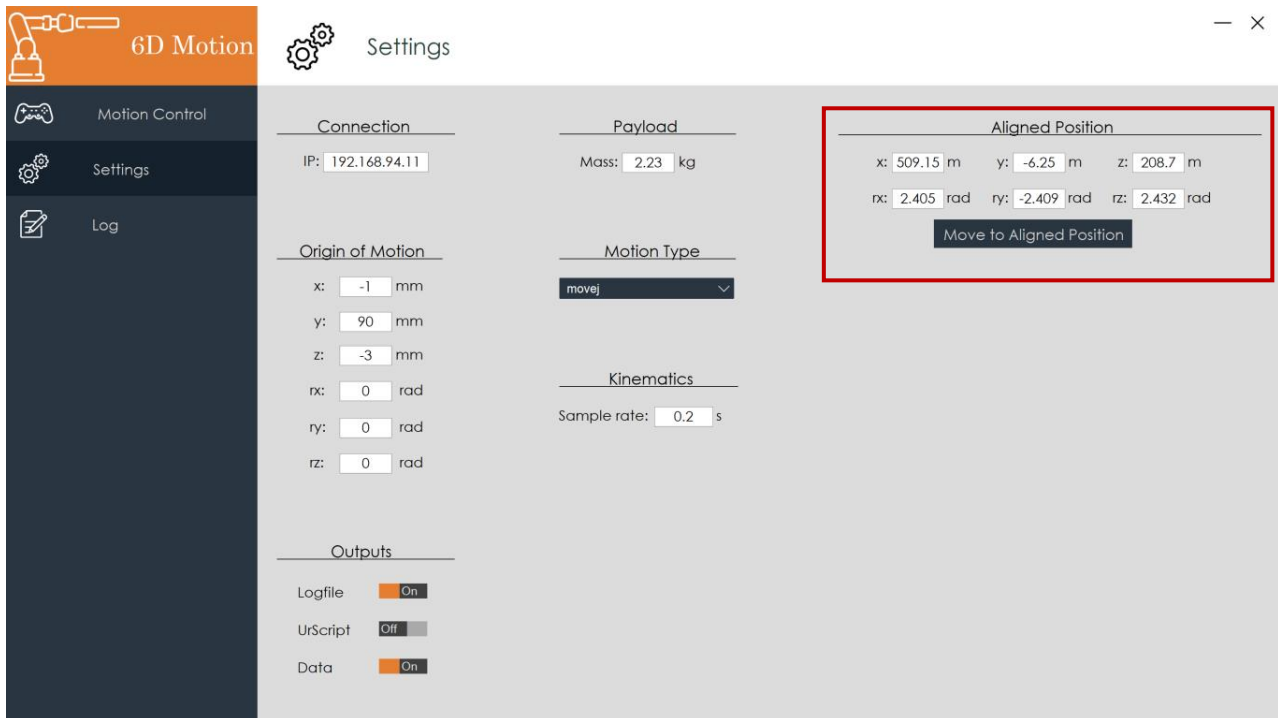 6D Motion
Settings
Motion Control
Settings
Log
Connection
IP: 192.168.94.11
Origin of Motion
x: -1 mm
y: 90 mm
z: -3 mm
rx: 0 rad
ry: 0 rad
rz: 0 rad
Outputs
Logfile On
UrScript Off
Data On
Payload
Mass: 2.23 kg
Motion Type
movej
Kinematics
Sample rate: 0.2 s
Aligned Position
x: 509.15 m y: -6.25 m z: 208.7 m
rx: 2.405 rad ry: -2.409 rad rz: 2.432 rad
Move to Aligned Position